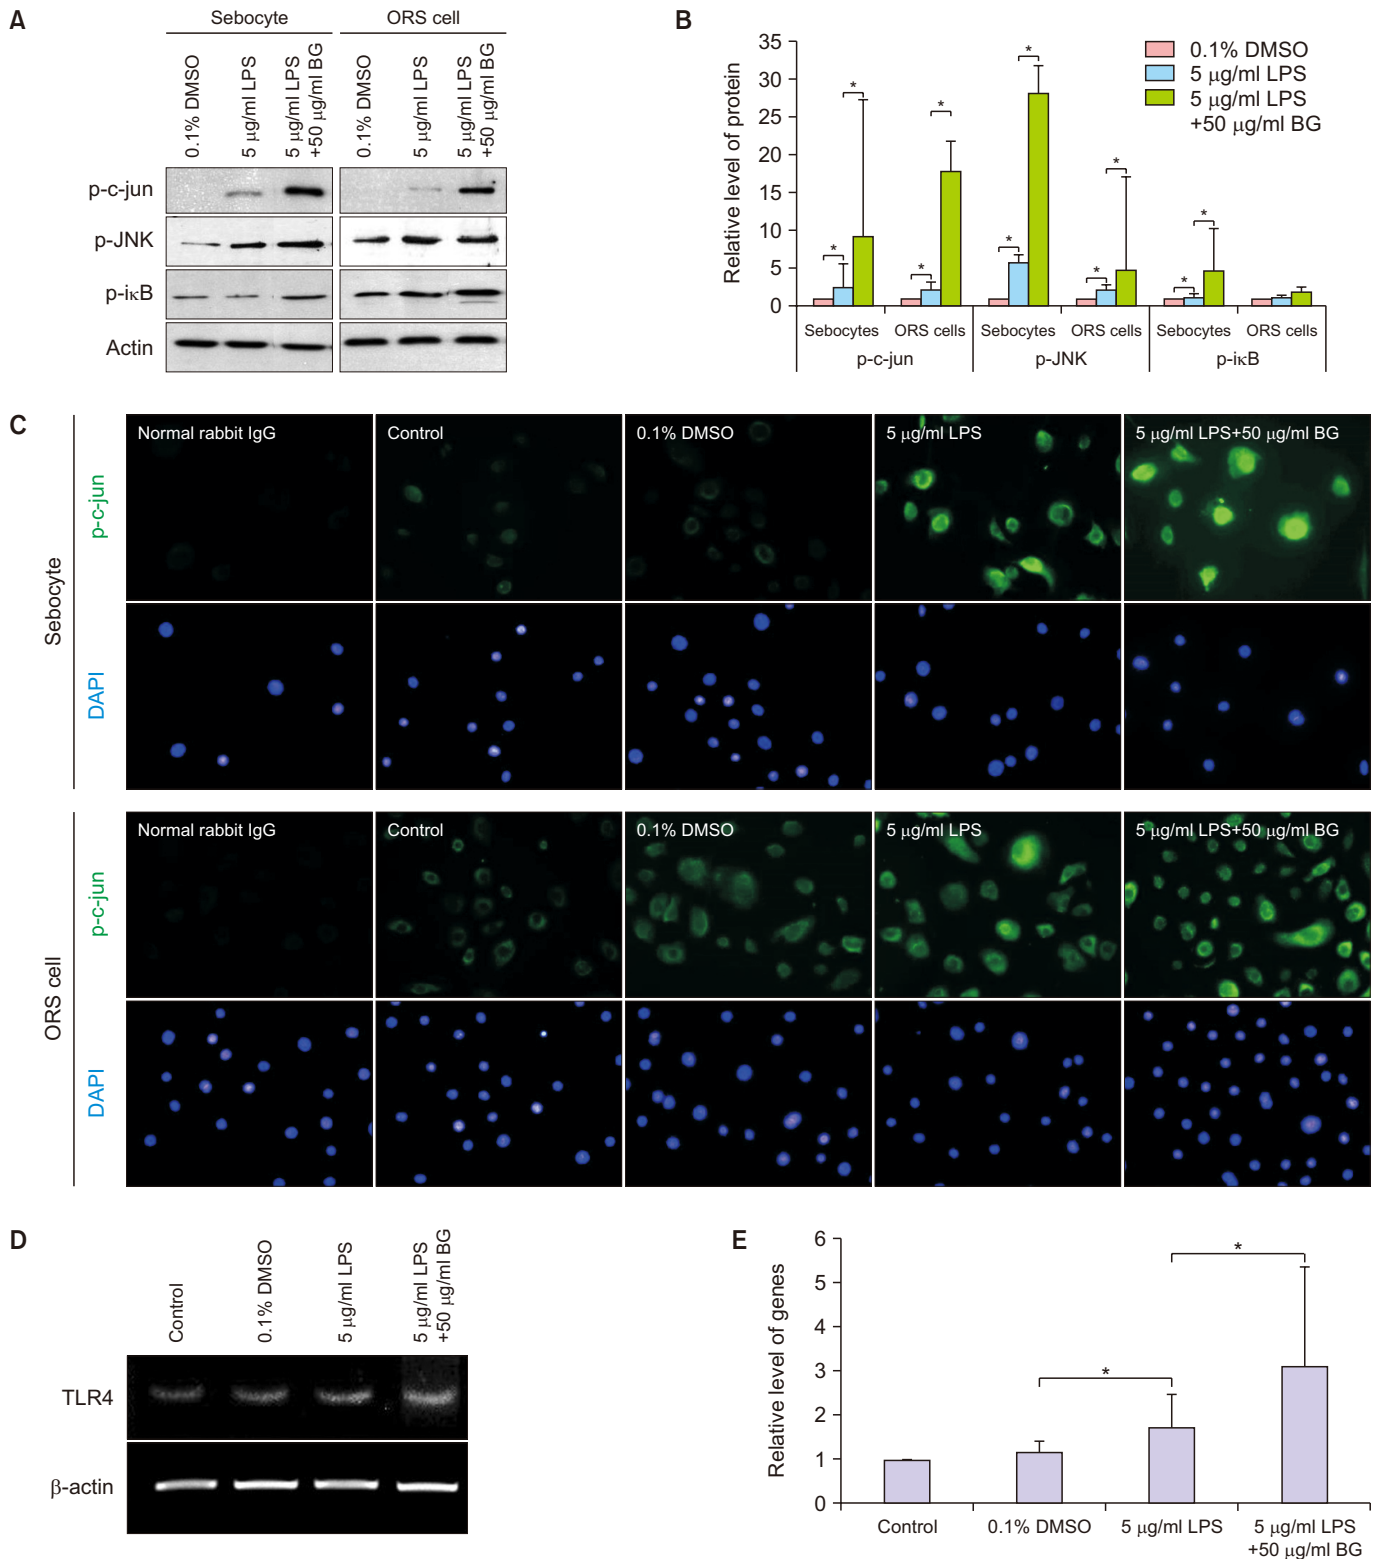 A
Sebocyte
ORS cell
0.1% DMSO
5 μg/ml LPS
5 μg/ml LPS
+50 μg/ml BG
0.1% DMSO
5 μg/ml LPS
5 μg/ml LPS
+50 μg/ml BG
p-c-jun
p-JNK
p-iκB
Actin
B
Relative level of protein
35
30
25
20
15
10
5
0
* * * * * * * * * *
0.1% DMSO
5 μg/ml LPS
5 μg/ml LPS
+50 μg/ml BG
Sebocytes ORS cells Sebocytes ORS cells Sebocytes ORS cells
p-c-jun p-JNK p-iκB
C
Sebocyte
p-c-jun
Normal rabbit IgG Control 0.1% DMSO 5 μg/ml LPS 5 μg/ml LPS+50 μg/ml BG
DAPI
ORS cell
p-c-jun
Normal rabbit IgG Control 0.1% DMSO 5 μg/ml LPS 5 μg/ml LPS+50 μg/ml BG
DAPI
D
Control
0.1% DMSO
5 μg/ml LPS
5 μg/ml LPS
+50 μg/ml BG
TLR4
β-actin
E
Relative level of genes
6
5
4
3
2
1
0
* *
Control 0.1% DMSO 5 μg/ml LPS 5 μg/ml LPS
+50 μg/ml BG